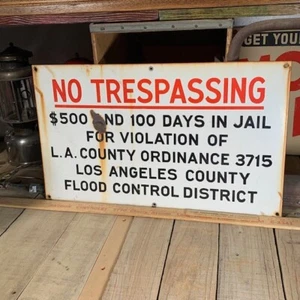 GET YOUR
NO TRESPASSING
$500 AND 100 DAYS IN JAIL
FOR VIOLATION OF
L.A. COUNTY ORDINANCE 3715
LOS ANGELES COUNTY
FLOOD CONTROL DISTRICT